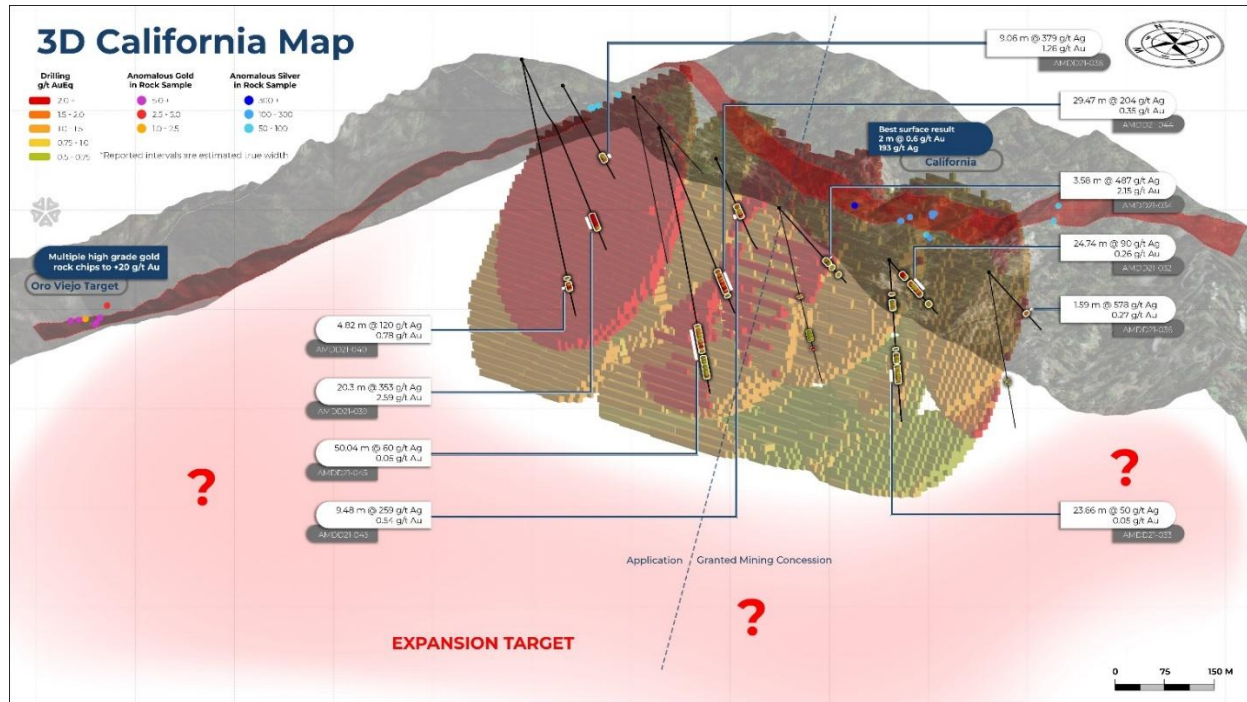 3D California Map
Drilling
g/t AuEq
2.0 +
1.5 - 2.0
1.0 - 1.5
0.75 - 1.0
0.5 - 0.75
Anomalous Gold
in Rock Sample
5.0 +
2.5 - 5.0
1.0 - 2.5
Anomalous Silver
in Rock Sample
300 +
100 - 300
50 - 100
*Reported intervals are estimated true width
N
E
S
W
9.06 m @ 379 g/t Ag
1.26 g/t Au
29.47 m @ 204 g/t Ag
0.35 g/t Au
AMDD21-044
Best surface result
2 m @ 0.6 g/t Au
193 g/t Ag
California
3.58 m @ 487 g/t Ag
2.15 g/t Au
AMDD21-034
24.74 m @ 90 g/t Ag
0.26 g/t Au
AMDD21-032
1.59 m @ 578 g/t Ag
0.27 g/t Au
AMDD21-036
Multiple high grade gold
rock chips to +20 g/t Au
Oro Viejo Target
4.82 m @ 120 g/t Ag
0.78 g/t Au
AMDD21-040
20.3 m @ 353 g/t Ag
2.59 g/t Au
50.04 m @ 60 g/t Ag
0.05 g/t Au
9.48 m @ 259 g/t Ag
0.54 g/t Au
23.66 m @ 50 g/t Ag
0.05 g/t Au
AMDD21-033
?
?
?
Application
Granted Mining Concession
EXPANSION TARGET
0 75 150 M